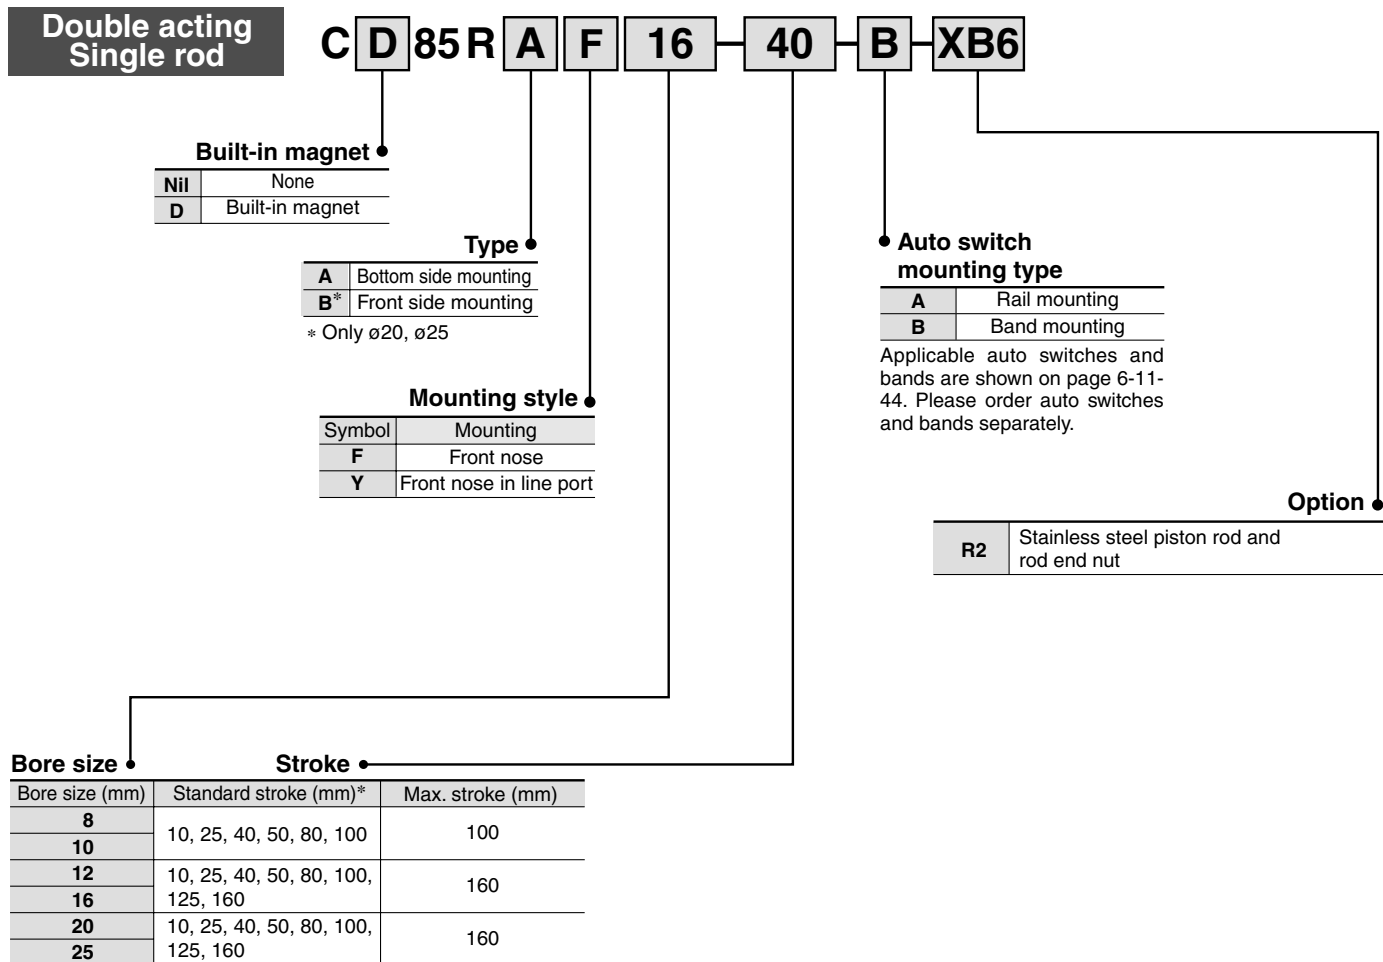 Double acting
Single rod
C D 85 R A F 16 – 40 – B – XB6
Built-in magnet
Nil None
D Built-in magnet
Type
A Bottom side mounting
B* Front side mounting
* Only ø20, ø25
Mounting style
Symbol Mounting
F Front nose
Y Front nose in line port
Auto switch
mounting type
A Rail mounting
B Band mounting
Applicable auto switches and
bands are shown on page 6-11-
44. Please order auto switches
and bands separately.
Option
R2 Stainless steel piston rod and
rod end nut
Bore size Stroke
Bore size (mm) Standard stroke (mm)* Max. stroke (mm)
8
10, 25, 40, 50, 80, 100 100
10
12 10, 25, 40, 50, 80, 100,
160
16 125, 160
20 10, 25, 40, 50, 80, 100,
160
25 125, 160